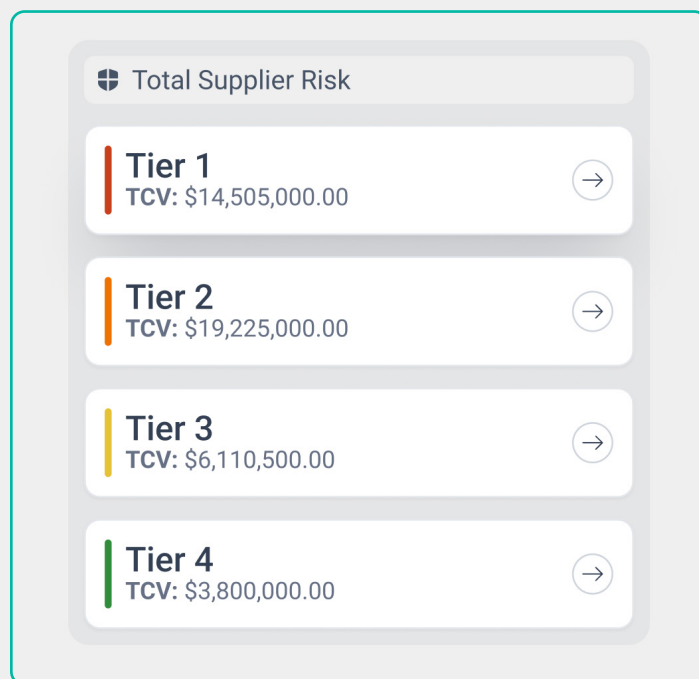 Total Supplier Risk
Tier 1
TCV: $14,505,000.00
Tier 2
TCV: $19,225,000.00
Tier 3
TCV: $6,110,500.00
Tier 4
TCV: $3,800,000.00